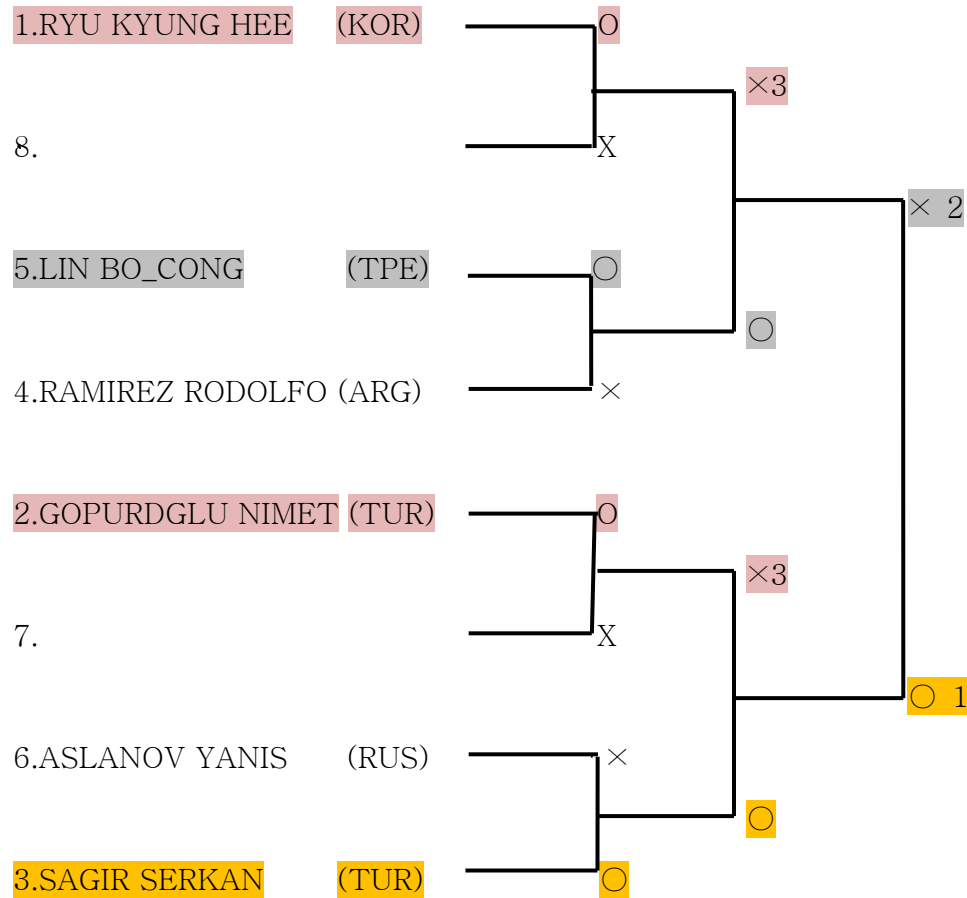 1.RYU KYUNG HEE (KOR) O
×3
8. X
× 2
5.LIN BO_CONG (TPE) ○
○
4.RAMIREZ RODOLFO (ARG) ×
2.GOPURDGLU NIMET (TUR) O
×3
7. X
○ 1
6.ASLANOV YANIS (RUS) ×
○
3.SAGIR SERKAN (TUR) ○